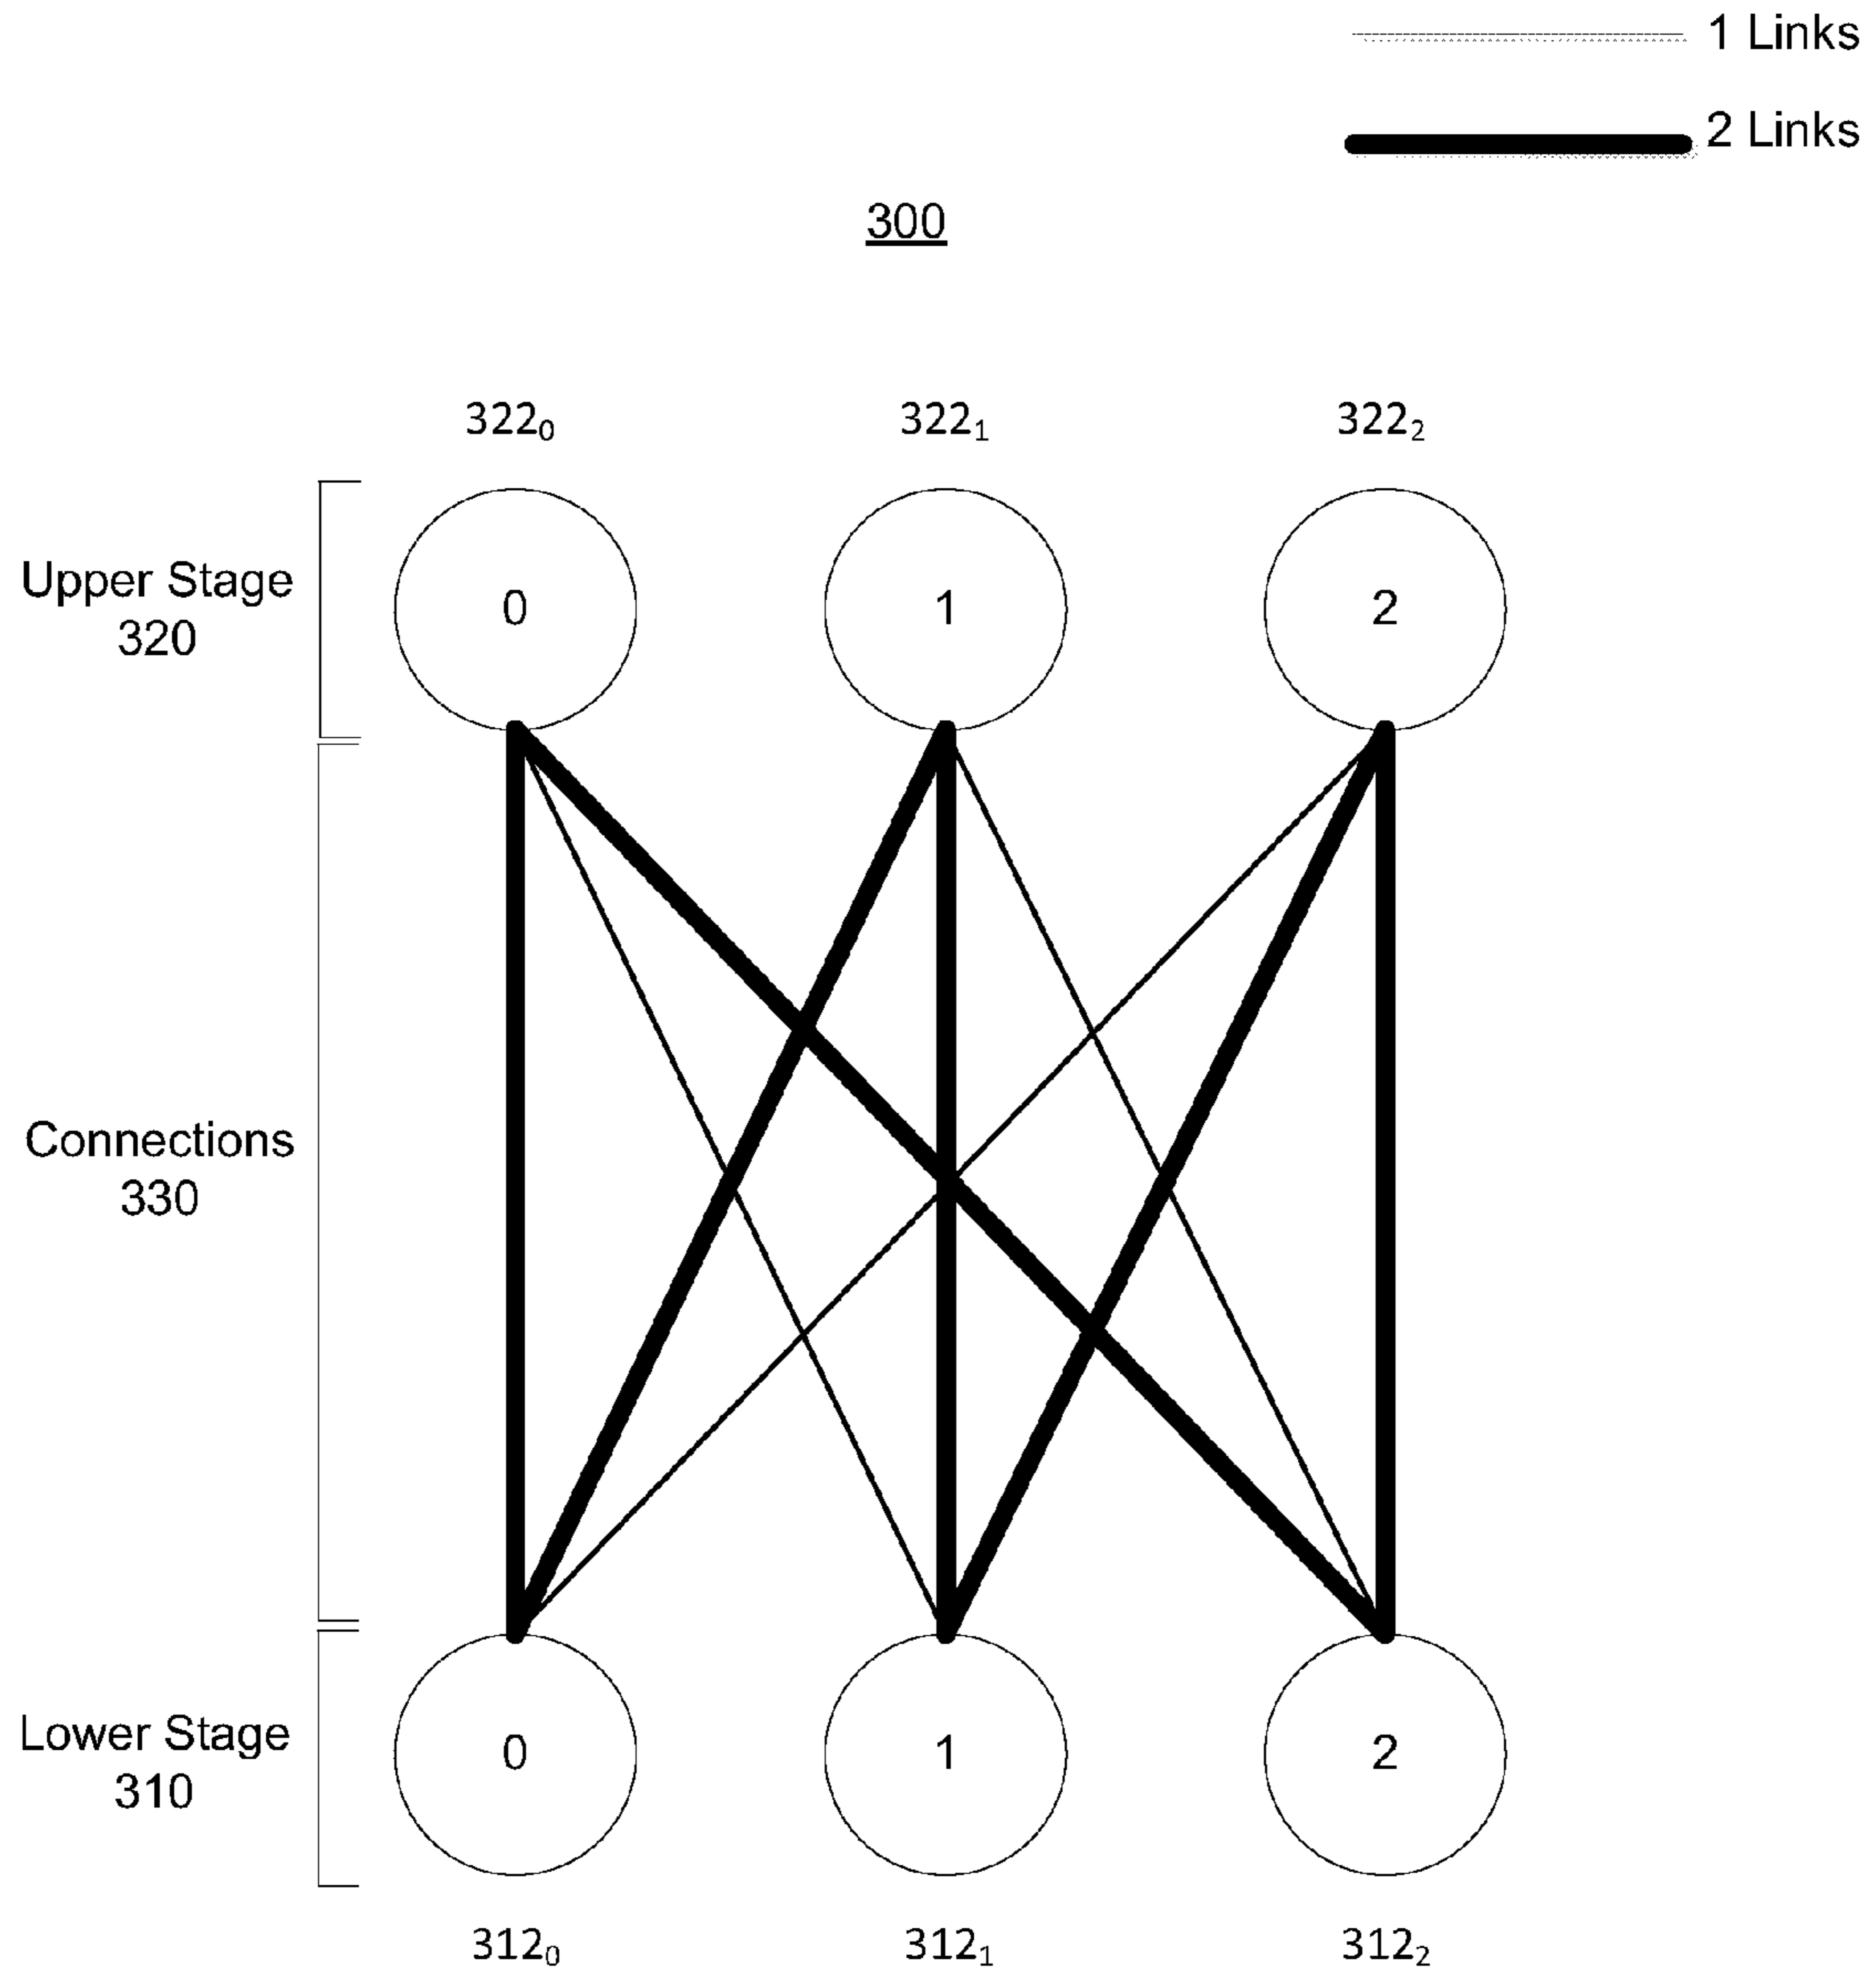 1 Links
2 Links
300
322₀ 322₁ 322₂
Upper Stage
320
0 1 2
Connections
330
Lower Stage
310
0 1 2
312₀ 312₁ 312₂